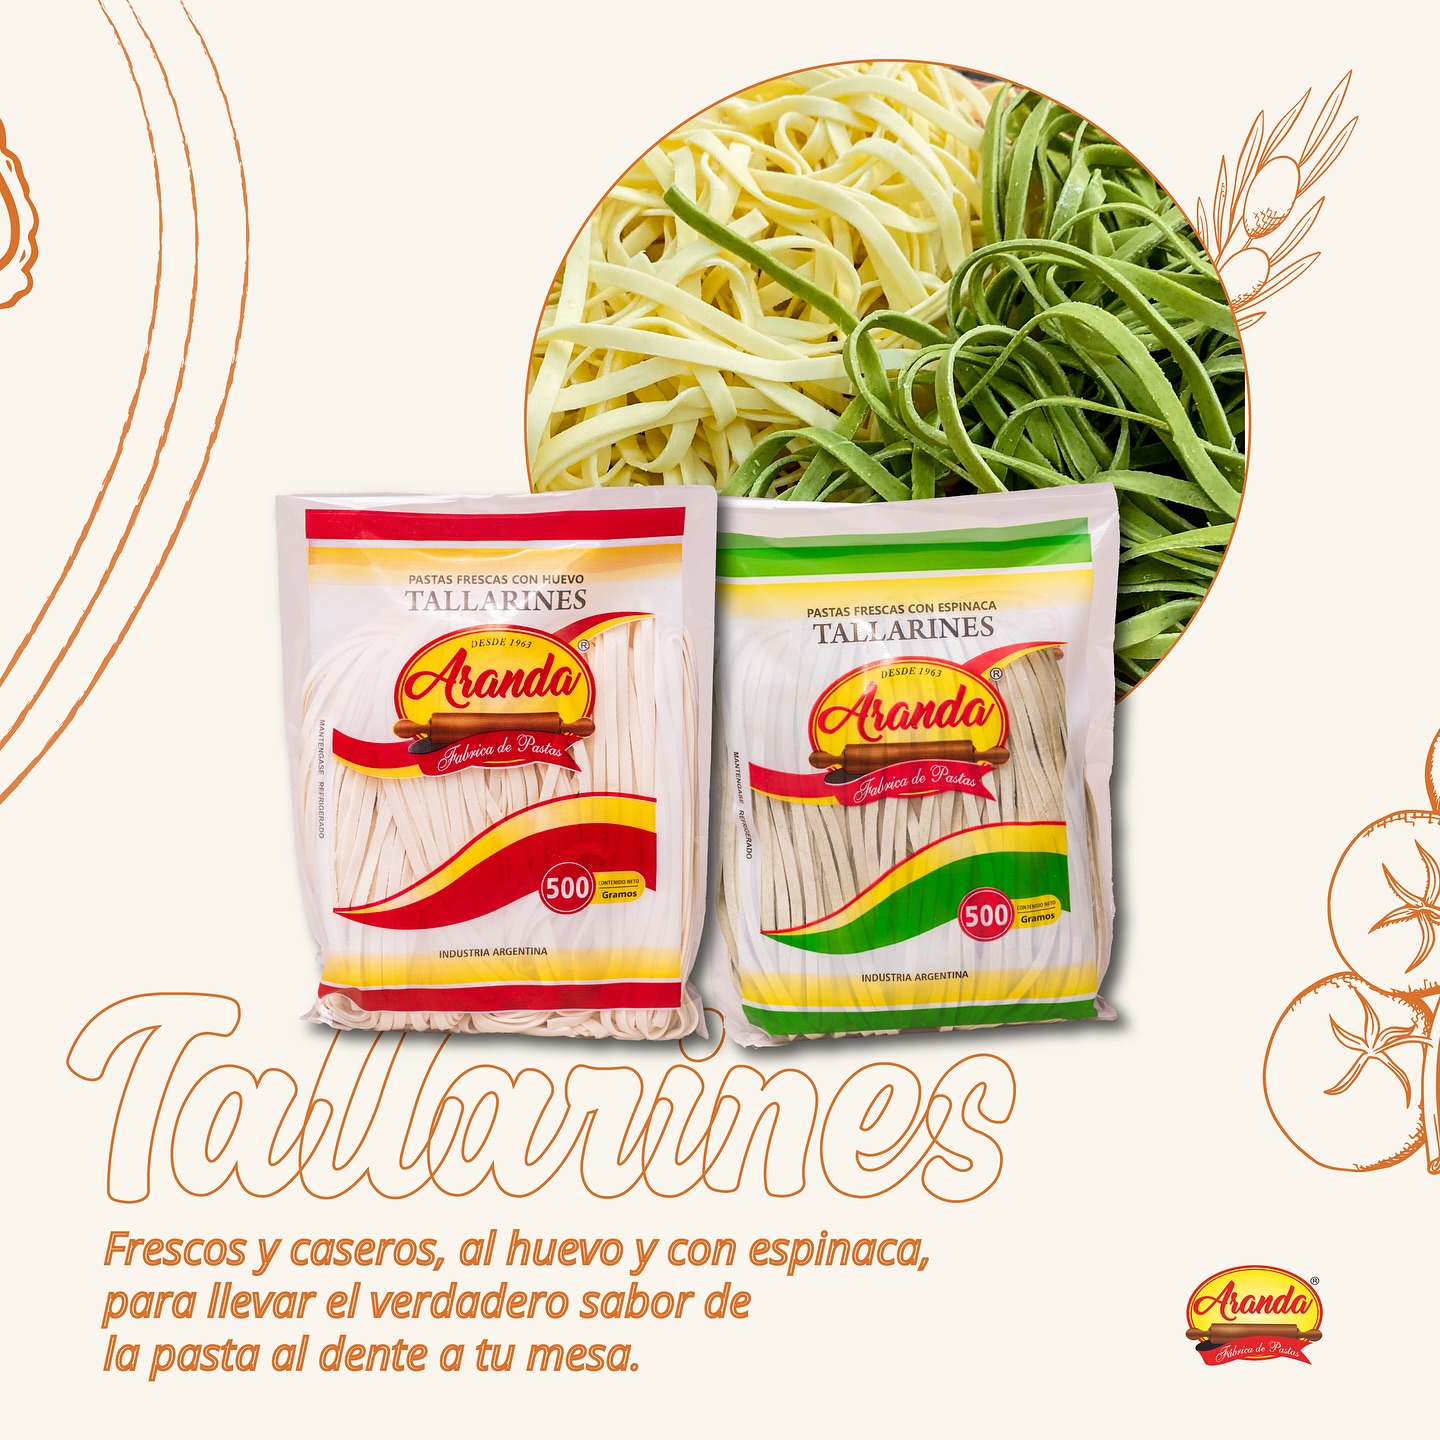 PASTAS FRESCAS CON HUEVO
TALLARINES
DESDE 1963
Aranda
®
Fabrica de Pastas
MANTENGASE REFRIGERADO
500
CONTENIDO NETO
Gramos
INDUSTRIA ARGENTINA
PASTAS FRESCAS CON ESPINACA
TALLARINES
DESDE 1963
Aranda
®
Fabrica de Pastas
MANTENGASE REFRIGERADO
500
CONTENIDO NETO
Gramos
INDUSTRIA ARGENTINA
Tallarines
Frescos y caseros, al huevo y con espinaca,
para llevar el verdadero sabor de
la pasta al dente a tu mesa.
Aranda
®
Fábrica de Pastas